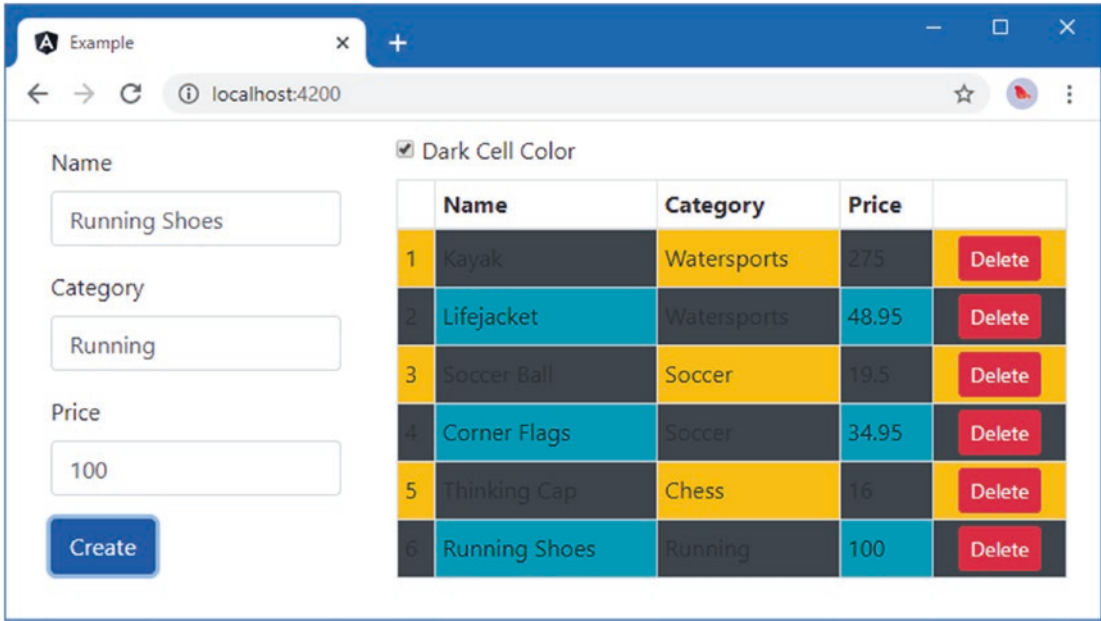 Example
localhost:4200
Name
Running Shoes
Category
Running
Price
100
Create
Dark Cell Color
Name Category Price
1 Kayak Watersports 275 Delete
2 Lifejacket Watersports 48.95 Delete
3 Soccer Ball Soccer 19.5 Delete
4 Corner Flags Soccer 34.95 Delete
5 Thinking Cap Chess 16 Delete
6 Running Shoes Running 100 Delete